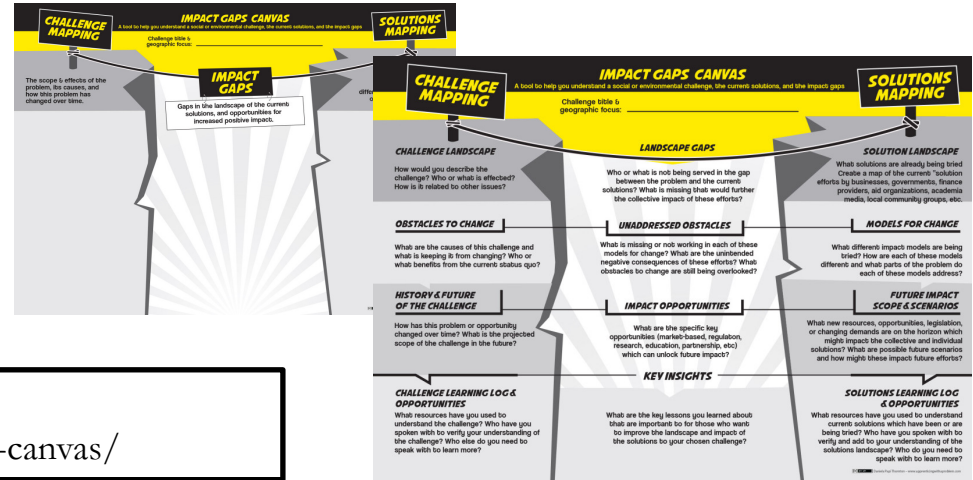 CHALLENGE
MAPPING
IMPACT GAPS CANVAS
A tool to help you understand a social or environmental challenge, the current solutions, and the impact gaps
SOLUTIONS
MAPPING
Challenge title &
geographic focus:
The scope & effects of the
problem, its causes, and
how this problem has
changed over time.
IMPACT
GAPS
Gaps in the landscape of the current
solutions, and opportunities for
increased positive impact.
CHALLENGE
MAPPING
IMPACT GAPS CANVAS
A tool to help you understand a social or environmental challenge, the current solutions, and the impact gaps
SOLUTIONS
MAPPING
Challenge title &
geographic focus:
CHALLENGE LANDSCAPE
How would you describe the
challenge? Who or what is effected?
How is it related to other issues?
LANDSCAPE GAPS
Who or what is not being served in the gap
between the problem and the current
solutions? What is missing that would further
the collective impact of these efforts?
SOLUTION LANDSCAPE
What solutions are already being tried
Create a map of the current "solution
efforts by businesses, governments, finance
providers, aid organizations, academia
media, local community groups, etc.
OBSTACLES TO CHANGE
What are the causes of this challenge and
what is keeping it from changing? Who or
what benefits from the current status quo?
UNADDRESSED OBSTACLES
What is missing or not working in each of these
models for change? What are the unintended
negative consequences of these efforts? What
obstacles to change are still being overlooked?
MODELS FOR CHANGE
What different impact models are being
tried? How are each of these models
different and what parts of the problem do
each of these models address?
HISTORY & FUTURE
OF THE CHALLENGE
How has this problem or opportunity
changed over time? What is the projected
scope of the challenge in the future?
IMPACT OPPORTUNITIES
What are the specific key
opportunities (market-based, regulaton,
research, education, partnership, etc)
which can unlock future impact?
FUTURE IMPACT
SCOPE & SCENARIOS
What new resources, opportunities, legislation,
or changing demands are on the horizon which
might impact the collective and individual
solutions? What are possible future scenarios
and how might these impact future efforts?
KEY INSIGHTS
CHALLENGE LEARNING LOG &
OPPORTUNITIES
What resources have you used to
understand the challenge? Who have you
spoken with to verify your understanding of
the challenge? Who else do you need to
speak with to learn more?
What are the key lessons you learned about
that are important to for those who want
to improve the landscape and impact of
the solutions to your chosen challenge?
SOLUTIONS LEARNING LOG
& OPPORTUNITIES
What resources have you used to understand
current solutions which have been or are
being tried? Who have you spoken with to
verify and add to your understanding of the
solutions landscape? Who do you need to
speak with to learn more?
-canvas/